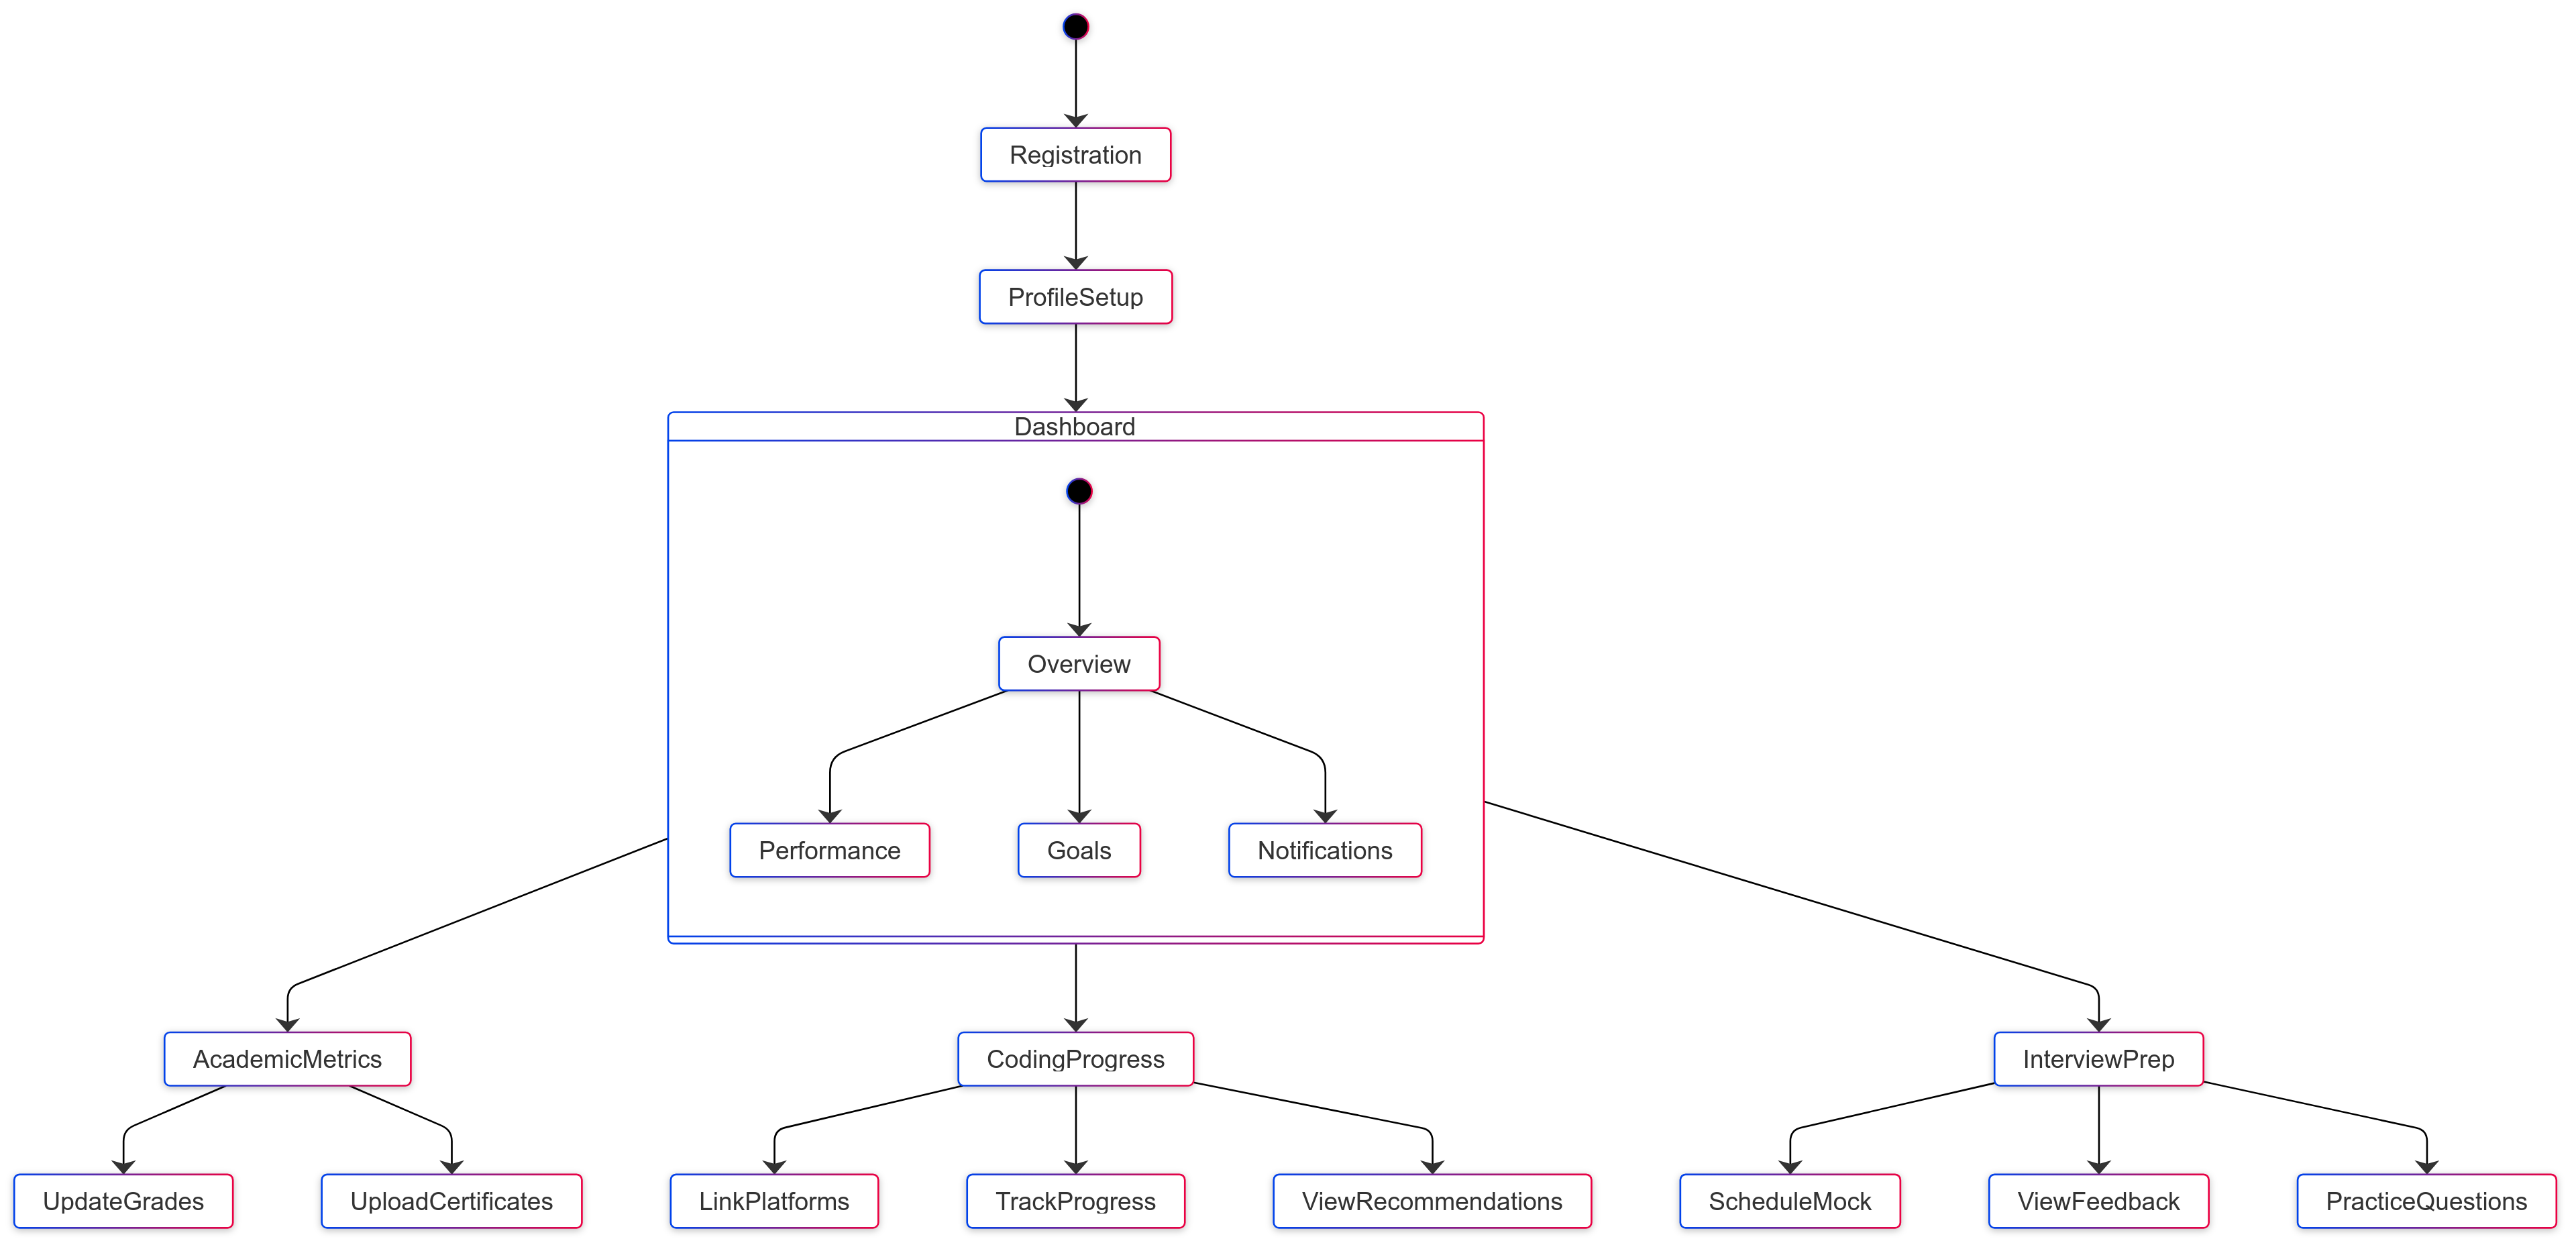 Registration
ProfileSetup
Dashboard
Overview
Performance
Goals
Notifications
AcademicMetrics
CodingProgress
InterviewPrep
UpdateGrades
UploadCertificates
LinkPlatforms
TrackProgress
ViewRecommendations
ScheduleMock
ViewFeedback
PracticeQuestions